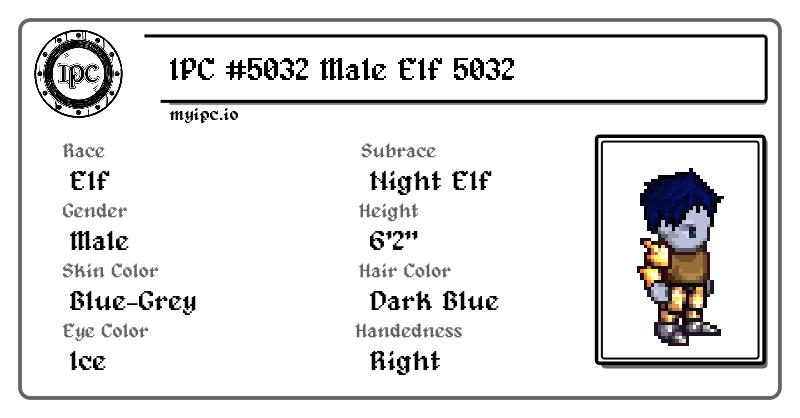 IPC
IPC #5032 Male Elf 5032
myipc.io
Race
Elf
Subrace
Night Elf
Gender
Male
Height
6'2"
Skin Color
Blue-Grey
Hair Color
Dark Blue
Eye Color
Ice
Handedness
Right